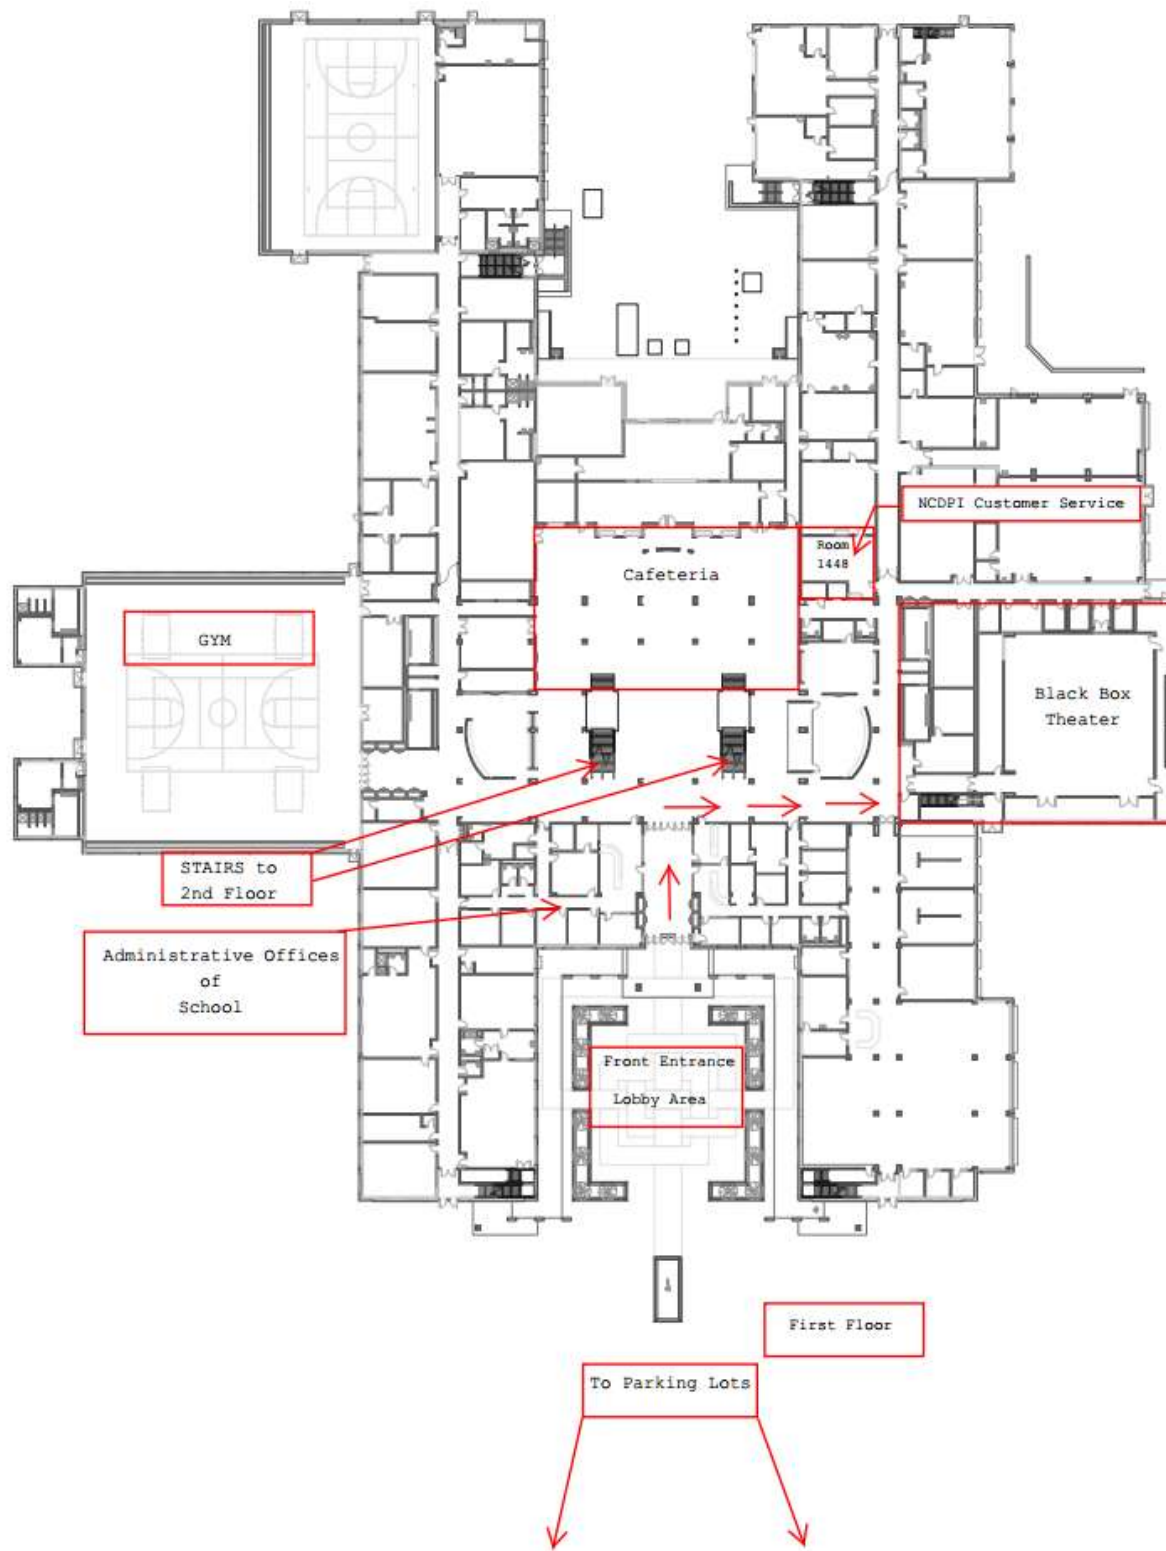 NCDPI Customer Service
Room
1448
Cafeteria
GYM
Black Box
Theater
STAIRS to
2nd Floor
Administrative Offices
of
School
Front Entrance
Lobby Area
First Floor
To Parking Lots